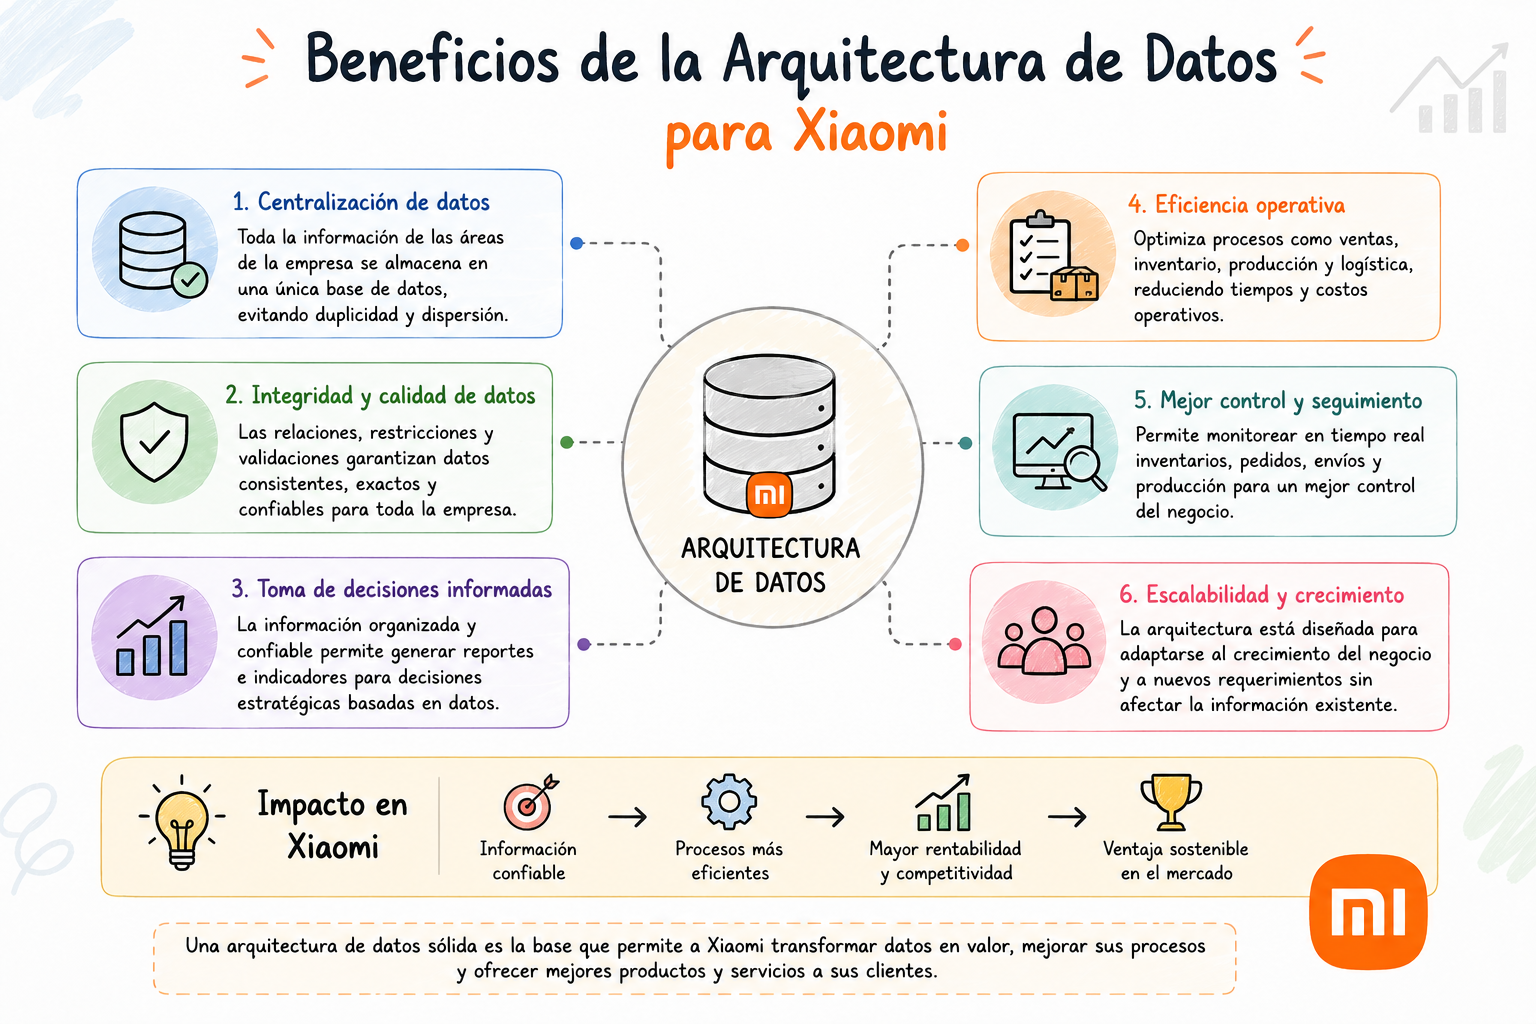 Beneficios de la Arquitectura de Datos
para Xiaomi
1. Centralización de datos
Toda la información de las áreas
de la empresa se almacena en
una única base de datos,
evitando duplicidad y dispersión.
2. Integridad y calidad de datos
Las relaciones, restricciones y
validaciones garantizan datos
consistentes, exactos y
confiables para toda la empresa.
3. Toma de decisiones informadas
La información organizada y
confiable permite generar reportes
e indicadores para decisiones
estratégicas basadas en datos.
mi
ARQUITECTURA
DE DATOS
4. Eficiencia operativa
Optimiza procesos como ventas,
inventario, producción y logística,
reduciendo tiempos y costos
operativos.
5. Mejor control y seguimiento
Permite monitorear en tiempo real
inventarios, pedidos, envíos y
producción para un mejor control
del negocio.
6. Escalabilidad y crecimiento
La arquitectura está diseñada para
adaptarse al crecimiento del negocio
y a nuevos requerimientos sin
afectar la información existente.
Impacto en
Xiaomi
Información
confiable
Procesos más
eficientes
Mayor rentabilidad
y competitividad
Ventaja sostenible
en el mercado
mi
Una arquitectura de datos sólida es la base que permite a Xiaomi transformar datos en valor, mejorar sus procesos
y ofrecer mejores productos y servicios a sus clientes.